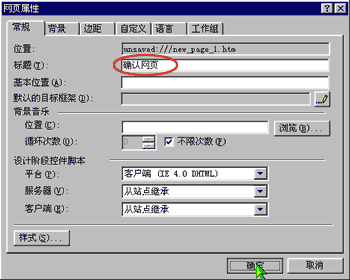 网页属性
常规 背景 边距 自定义 语言 工作组
位置: unsaved:///new_page_1.htm
标题(T): 确认网页
基本位置(A):
默认的目标框架(D):
背景音乐
位置(C): 浏览(B)...
循环次数(O): 0 不限次数(F)
设计阶段控件脚本
平台(P): 客户端 (IE 4.0 DHTML)
服务器(V): 从站点继承
客户端(R): 从站点继承
样式(S)...
确定 取消